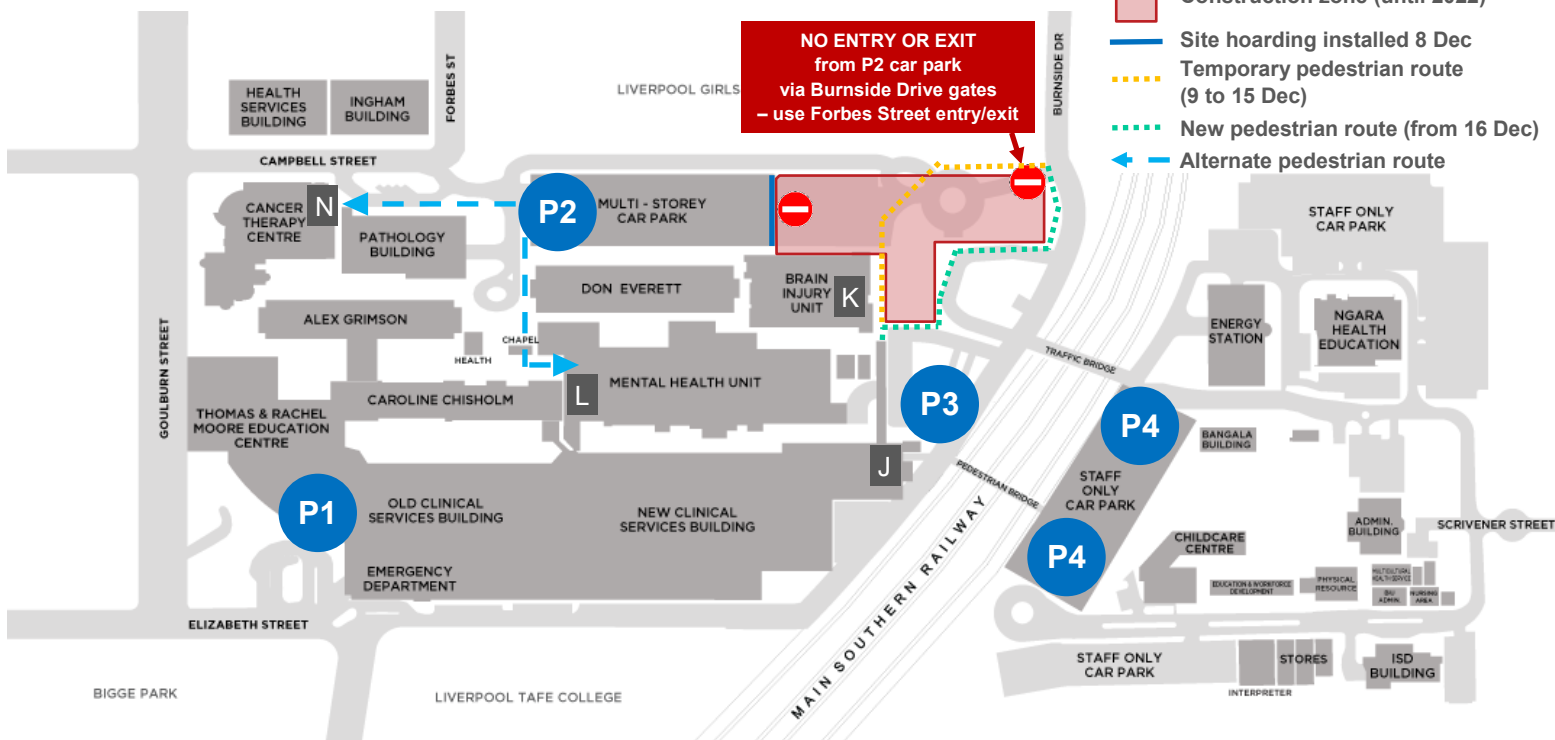 Construction zone (until 2022)
Site hoarding installed 8 Dec
Temporary pedestrian route
(9 to 15 Dec)
New pedestrian route (from 16 Dec)
Alternate pedestrian route
NO ENTRY OR EXIT
from P2 car park
via Burnside Drive gates
– use Forbes Street entry/exit
BURNSIDE DR
FORBES ST
LIVERPOOL GIRLS
HEALTH
SERVICES
BUILDING
INGHAM
BUILDING
CAMPBELL STREET
CANCER
THERAPY
CENTRE
N
PATHOLOGY
BUILDING
P2
MULTI - STOREY
CAR PARK
STAFF ONLY
CAR PARK
DON EVERETT
BRAIN
INJURY
UNIT
K
ALEX GRIMSON
HEALTH
CHAPEL
ENERGY
STATION
NGARA
HEALTH
EDUCATION
GOULBURN STREET
TRAFFIC BRIDGE
MENTAL HEALTH UNIT
L
CAROLINE CHISHOLM
P3
THOMAS & RACHEL
MOORE EDUCATION
CENTRE
P4
BANGALA
BUILDING
J
PEDESTRIAN BRIDGE
STAFF
ONLY
CAR PARK
P1
OLD CLINICAL
SERVICES BUILDING
NEW CLINICAL
SERVICES BUILDING
ADMIN.
BUILDING
SCRIVENER STREET
P4
CHILDCARE
CENTRE
EMERGENCY
DEPARTMENT
EDUCATION & WORKFORCE
DEVELOPMENT
PHYSICAL
RESOURCE
MULTICULTURAL
HEALTH SERVICE
BIU
ADMIN.
NURSING
AREA
ELIZABETH STREET
MAIN SOUTHERN RAILWAY
STAFF ONLY
CAR PARK
STORES
INTERPRETER
ISD
BUILDING
BIGGE PARK
LIVERPOOL TAFE COLLEGE